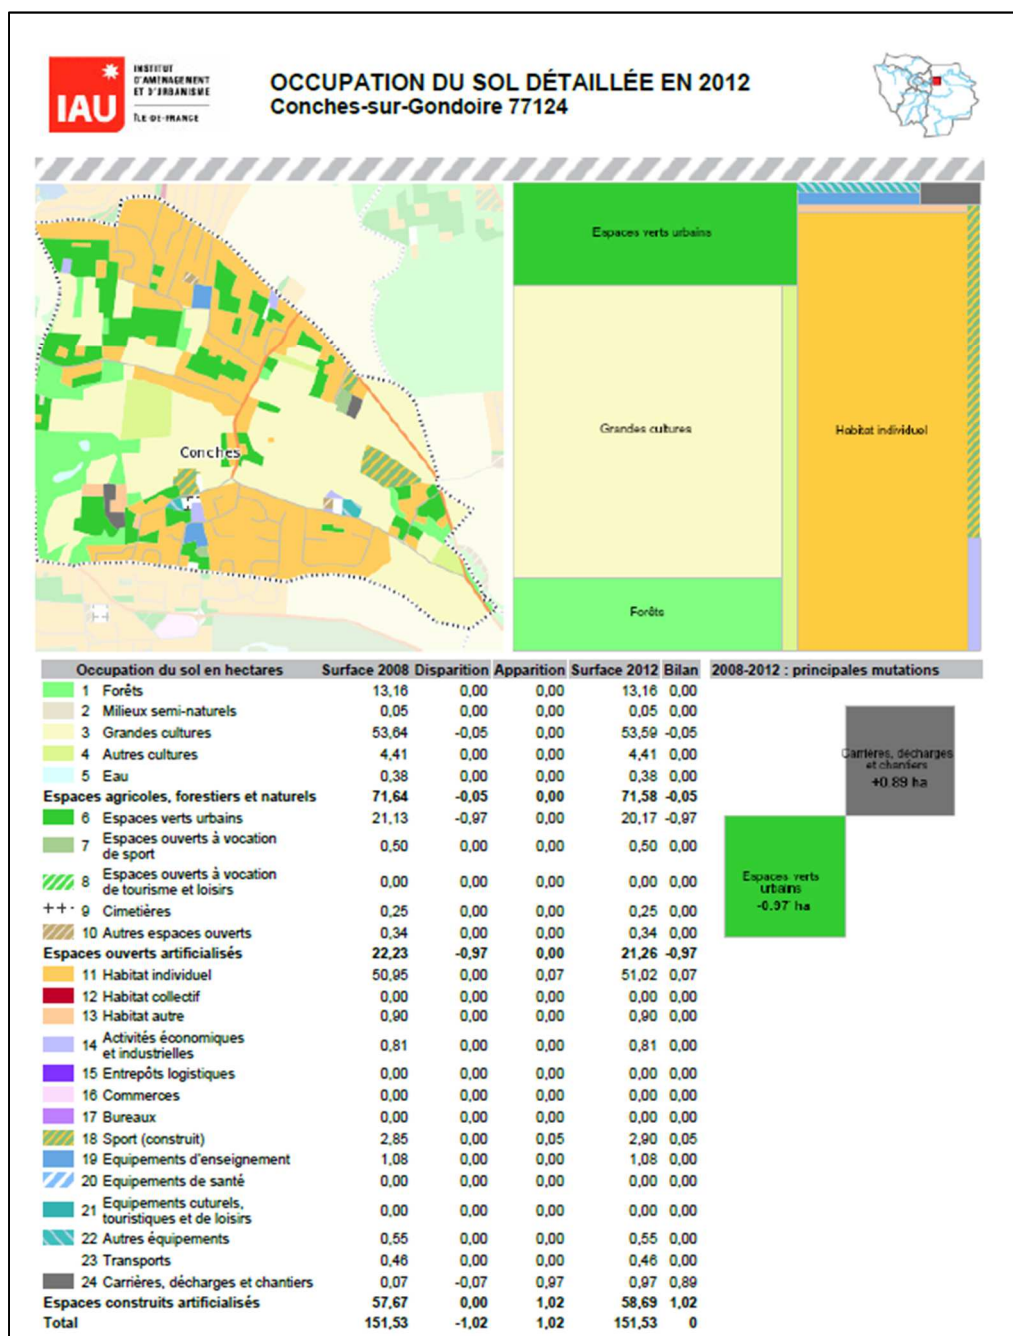 INSTITUT
D'AMÉNAGEMENT
ET D'URBANISME
IAU
ÎLE-DE-FRANCE
OCCUPATION DU SOL DÉTAILLÉE EN 2012
Conches-sur-Gondoire 77124
Conches
Espaces verts urbains
Grandes cultures
Habitat individuel
Forêts
Occupation du sol en hectares Surface 2008 Disparition Apparition Surface 2012 Bilan
1 Forêts 13,16 0,00 0,00 13,16 0,00
2 Milieux semi-naturels 0,05 0,00 0,00 0,05 0,00
3 Grandes cultures 53,64 -0,05 0,00 53,59 -0,05
4 Autres cultures 4,41 0,00 0,00 4,41 0,00
5 Eau 0,38 0,00 0,00 0,38 0,00
Espaces agricoles, forestiers et naturels 71,64 -0,05 0,00 71,58 -0,05
6 Espaces verts urbains 21,13 -0,97 0,00 20,17 -0,97
7 Espaces ouverts à vocation
de sport 0,50 0,00 0,00 0,50 0,00
8 Espaces ouverts à vocation
de tourisme et loisirs 0,00 0,00 0,00 0,00 0,00
9 Cimetières 0,25 0,00 0,00 0,25 0,00
10 Autres espaces ouverts 0,34 0,00 0,00 0,34 0,00
Espaces ouverts artificialisés 22,23 -0,97 0,00 21,26 -0,97
11 Habitat individuel 50,95 0,00 0,07 51,02 0,07
12 Habitat collectif 0,00 0,00 0,00 0,00 0,00
13 Habitat autre 0,90 0,00 0,00 0,90 0,00
14 Activités économiques
et industrielles 0,81 0,00 0,00 0,81 0,00
15 Entrepôts logistiques 0,00 0,00 0,00 0,00 0,00
16 Commerces 0,00 0,00 0,00 0,00 0,00
17 Bureaux 0,00 0,00 0,00 0,00 0,00
18 Sport (construit) 2,85 0,00 0,05 2,90 0,05
19 Equipements d'enseignement 1,08 0,00 0,00 1,08 0,00
20 Equipements de santé 0,00 0,00 0,00 0,00 0,00
21 Equipements cuturels,
touristiques et de loisirs 0,00 0,00 0,00 0,00 0,00
22 Autres équipements 0,55 0,00 0,00 0,55 0,00
23 Transports 0,46 0,00 0,00 0,46 0,00
24 Carrières, décharges et chantiers 0,07 -0,07 0,97 0,97 0,89
Espaces construits artificialisés 57,67 0,00 1,02 58,69 1,02
Total 151,53 -1,02 1,02 151,53 0
2008-2012 : principales mutations
Carrières, décharges
et chantiers
+0.89 ha
Espaces verts
urbains
-0.97 ha